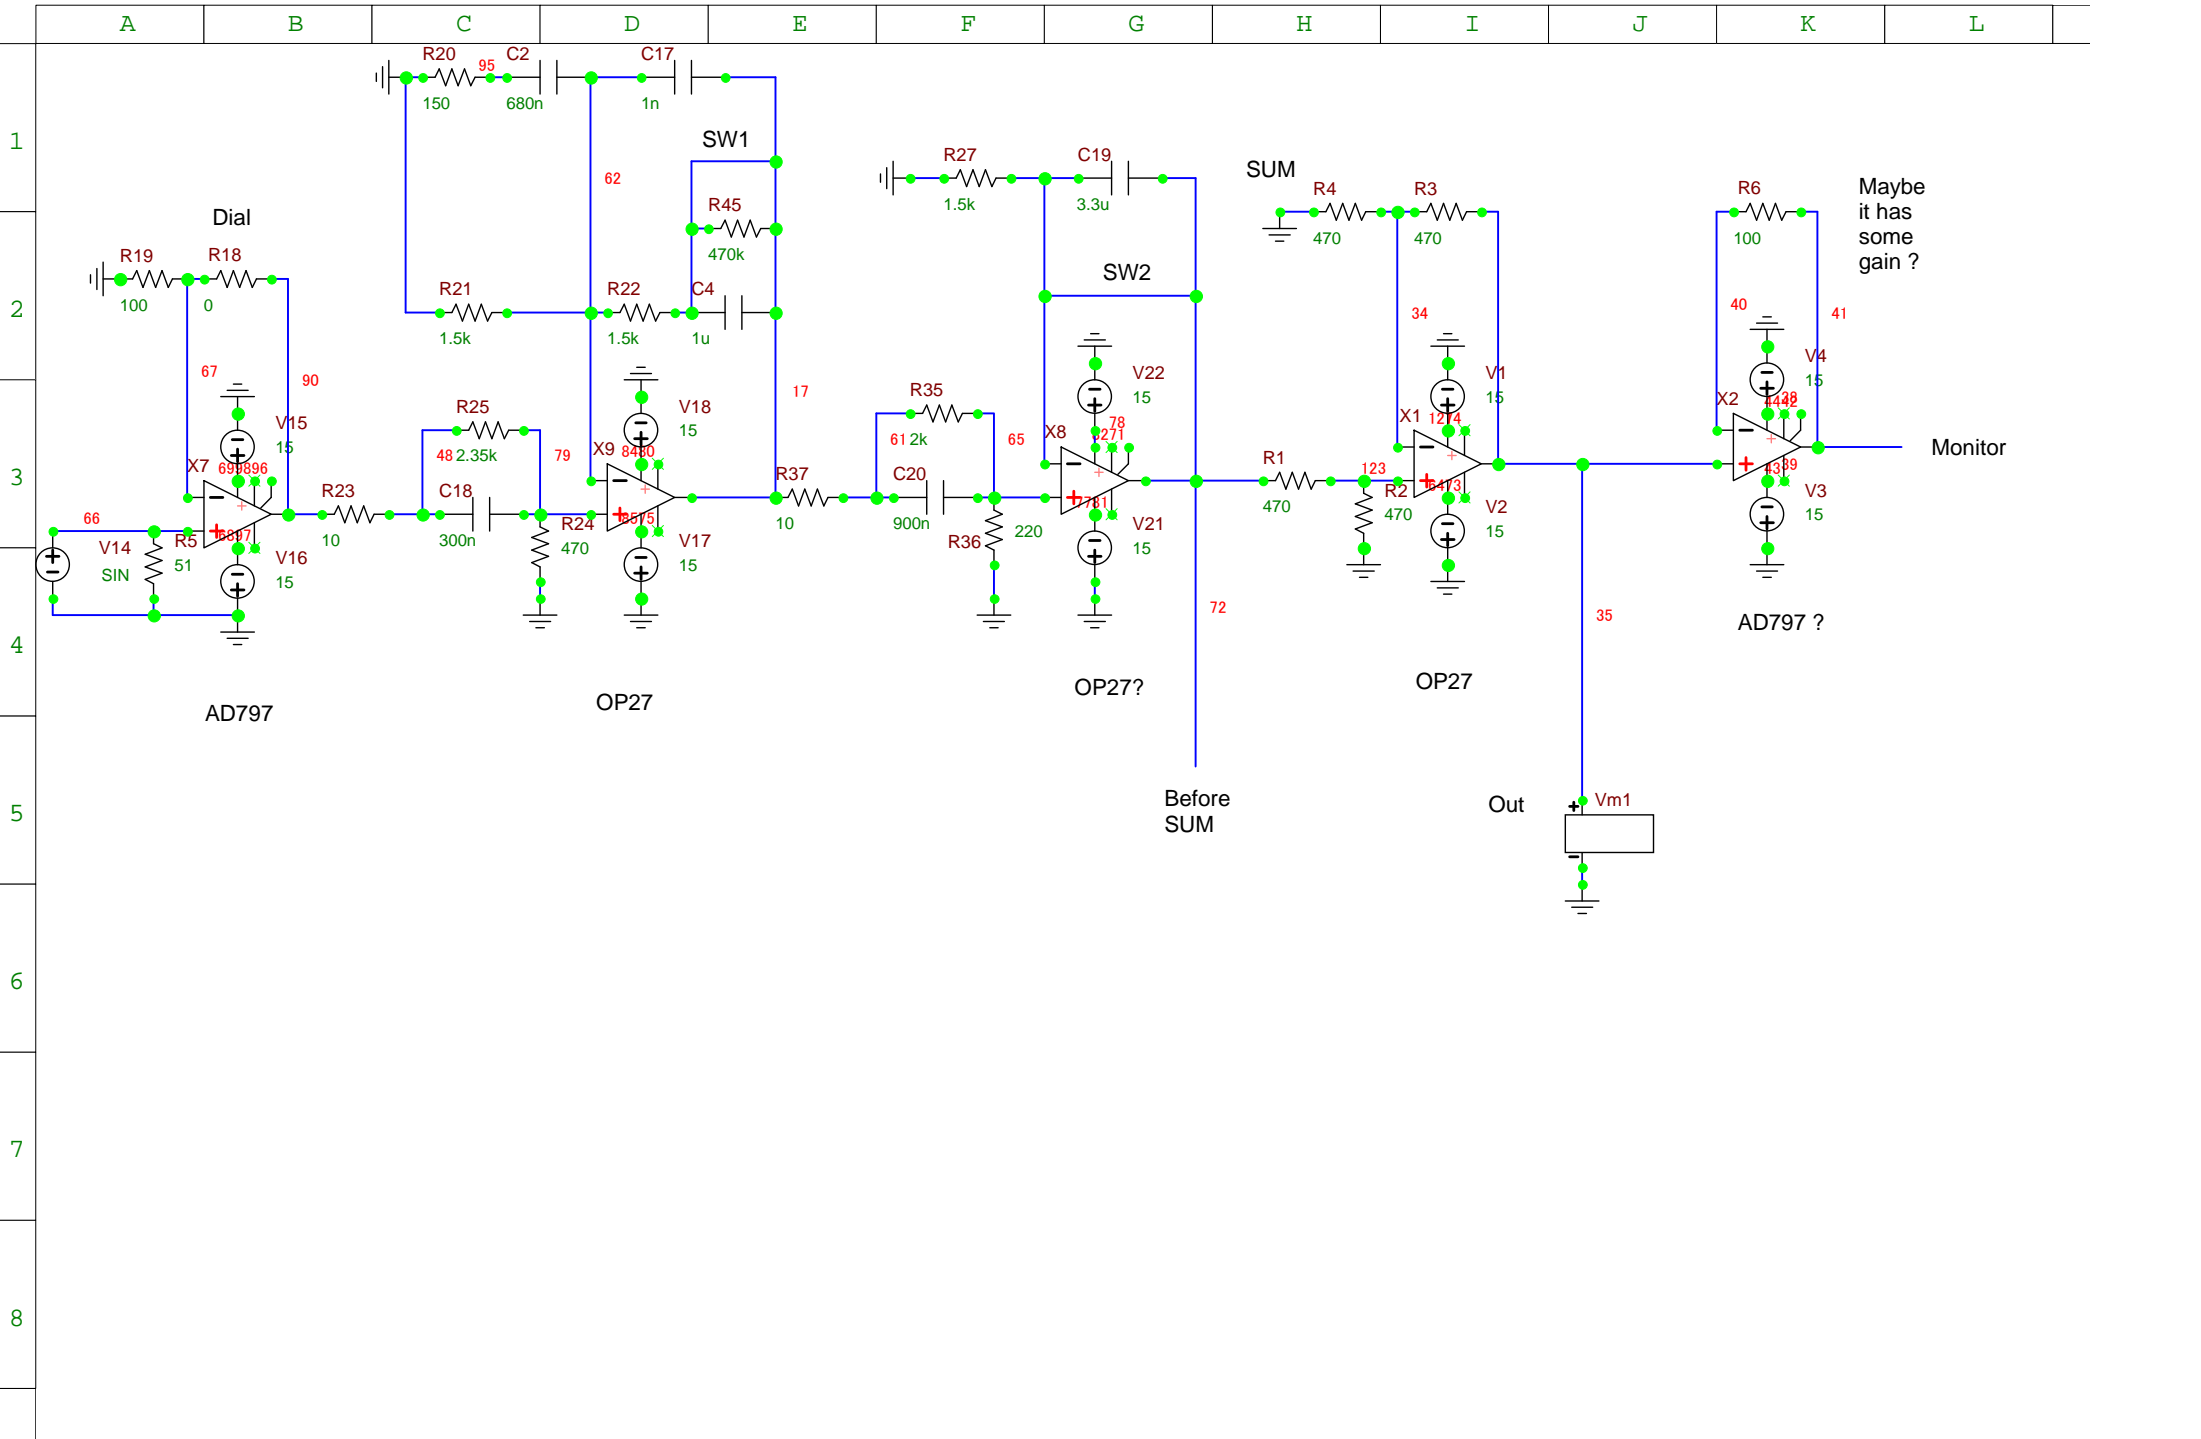 A B C D E F G H I J K L
R20 95 C2 C17
150 680n 1n
1 SW1
R27 C19
SUM
62
R4 R3 R6 Maybe
it has
some
gain ?
1.5k 3.3u
R45
Dial
470 470 100
470k
R19 R18
SW2
100 0
2 R21 R22 C4
34 40 41
1.5k 1.5k 1u
V4
15
67 90
V22
15
V1
15
17
R35
X2
V15
15
R25 V18
15
X1
61 2k 65 X8 78
48 2.35k 79 X9
Monitor
X7 699896
3 R37 C20
R1 123
66 R23 C18 R24
R2
V3
15
10 300n 470
10 900n 220
V21
15
470 470
V2
15
V14 R5 V16
15
SIN 51
V17
15
R36
72 35
4 AD797 ?
OP27? OP27
AD797 OP27
5 Before
SUM
Out Vm1
6
7
8